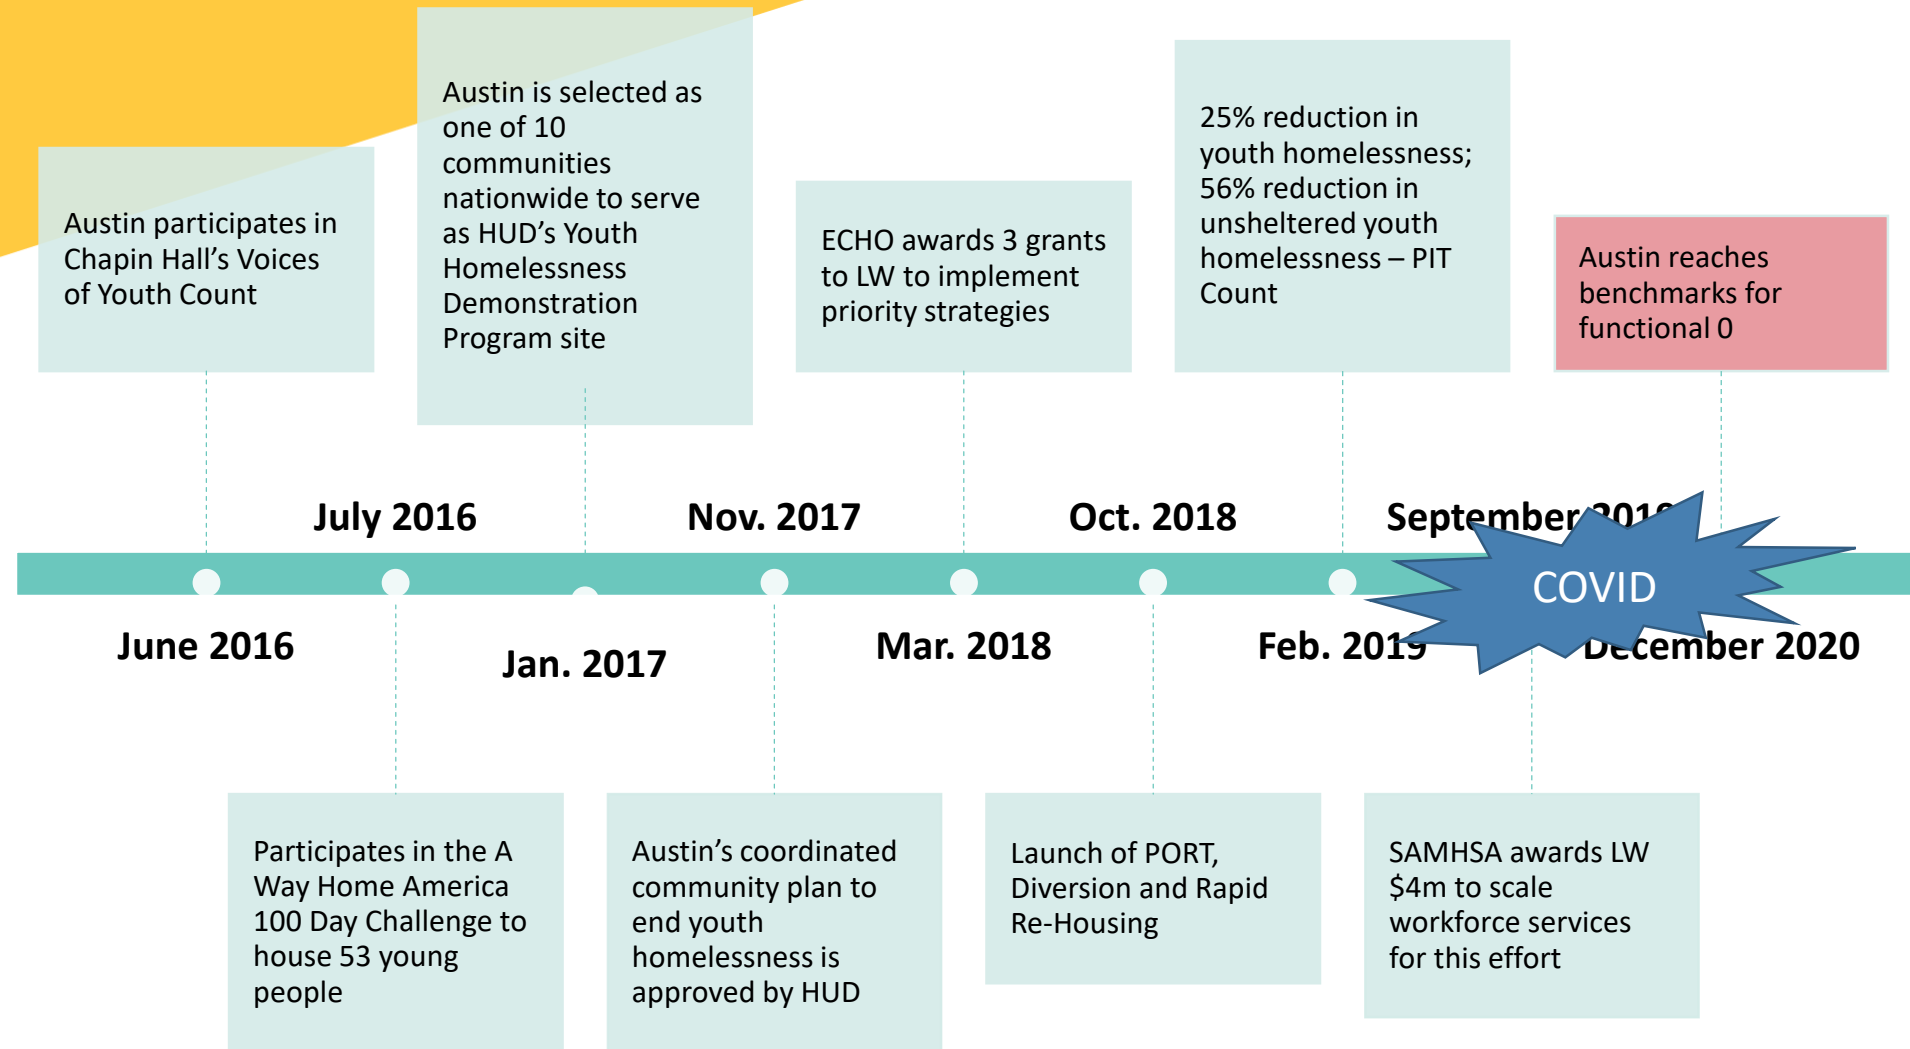 Austin participates in
Chapin Hall’s Voices
of Youth Count
Austin is selected as
one of 10
communities
nationwide to serve
as HUD’s Youth
Homelessness
Demonstration
Program site
ECHO awards 3 grants
to LW to implement
priority strategies
25% reduction in
youth homelessness;
56% reduction in
unsheltered youth
homelessness – PIT
Count
Austin reaches
benchmarks for
functional 0
July 2016
Nov. 2017
Oct. 2018
September 2019
COVID
June 2016
Jan. 2017
Mar. 2018
Feb. 2019
December 2020
Participates in the A
Way Home America
100 Day Challenge to
house 53 young
people
Austin’s coordinated
community plan to
end youth
homelessness is
approved by HUD
Launch of PORT,
Diversion and Rapid
Re-Housing
SAMHSA awards LW
$4m to scale
workforce services
for this effort